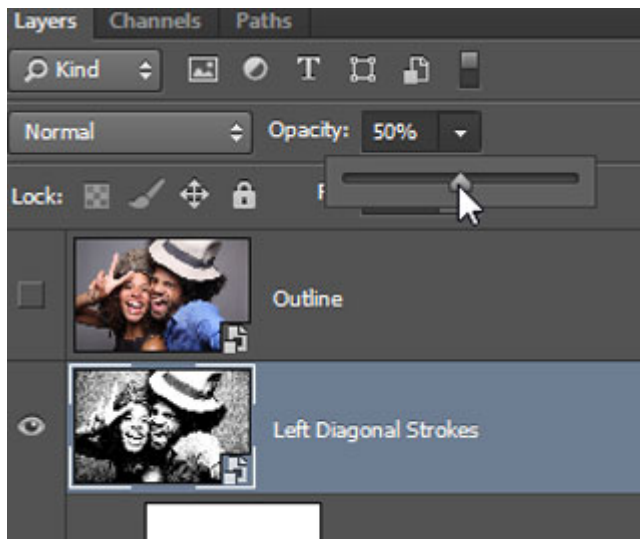 Layers Channels Paths
Kind T
Normal Opacity: 50%
Lock: F
Outline
Left Diagonal Strokes